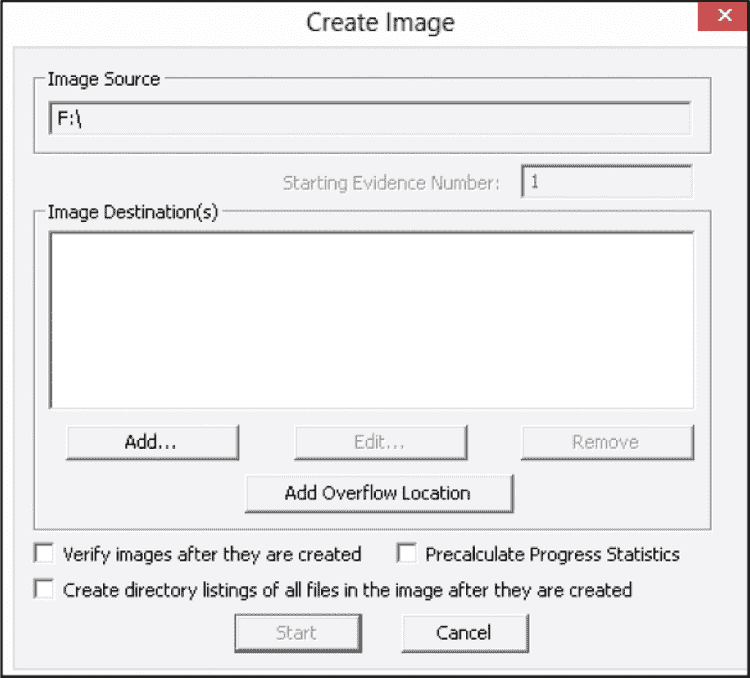 Create Image
Image Source
F:\
Starting Evidence Number: 1
Image Destination(s)
Add... Edit... Remove
Add Overflow Location
Verify images after they are created Precalculate Progress Statistics
Create directory listings of all files in the image after they are created
Start Cancel